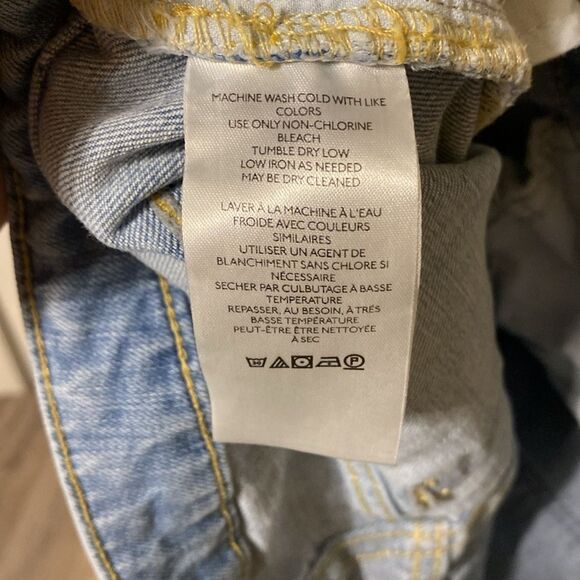 MACHINE WASH COLD WITH LIKE
COLORS
USE ONLY NON-CHLORINE
BLEACH
TUMBLE DRY LOW
LOW IRON AS NEEDED
MAY BE DRY CLEANED
LAVER À LA MACHINE À L'EAU
FROIDE AVEC COULEURS
SIMILAIRES
UTILISER UN AGENT DE
BLANCHIMENT SANS CHLORE SI
NÉCESSAIRE
SECHER PAR CULBUTAGE À BASSE
TEMPERATURE
REPASSER, AU BESOIN, À TRÈS
BASSE TEMPÉRATURE
PEUT-ÊTRE ÊTRE NETTOYÉE
À SEC
30 P